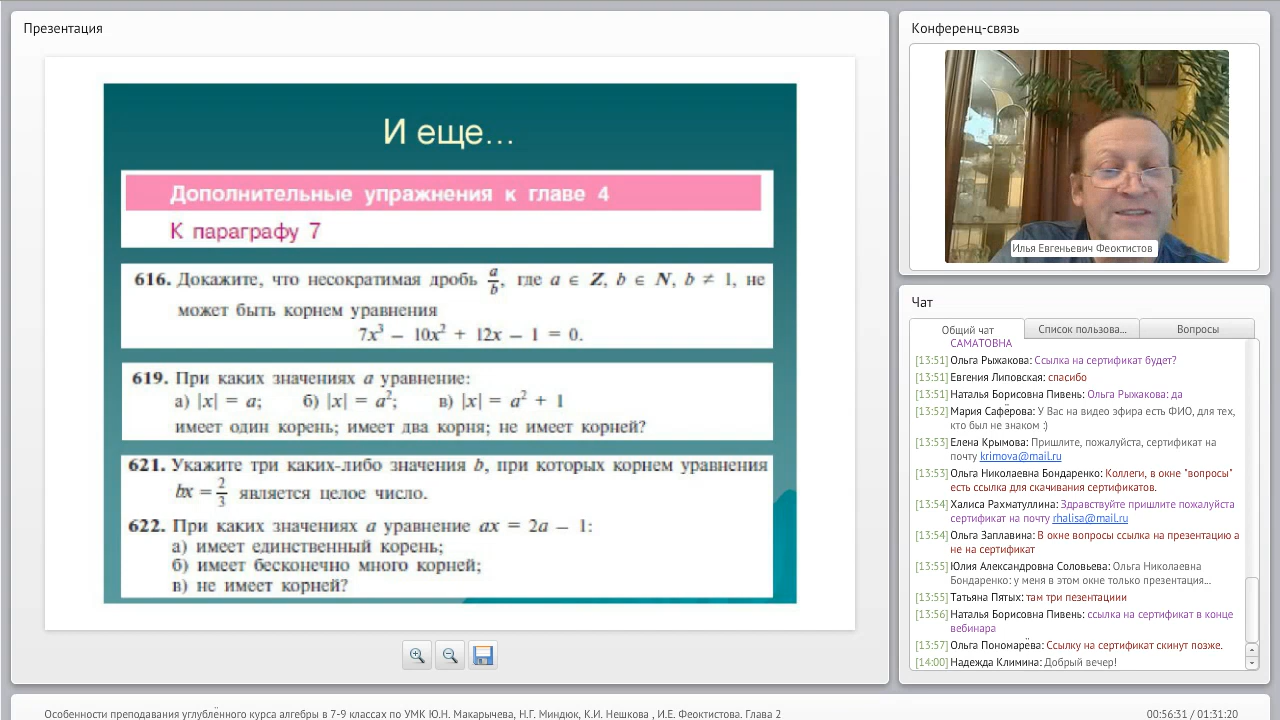 Презентация
И еще...
Дополнительные упражнения к главе 4
К параграфу 7
616. Докажите, что несократимая дробь a/b, где a ∈ Z, b ∈ N, b ≠ 1, не
может быть корнем уравнения
7x³ – 10x² + 12x – 1 = 0.
619. При каких значениях a уравнение:
а) |x| = a; б) |x| = a²; в) |x| = a² + 1
имеет один корень; имеет два корня; не имеет корней?
621. Укажите три каких-либо значения b, при которых корнем уравнения
bx = 2/3 является целое число.
622. При каких значениях a уравнение ax = 2a – 1:
а) имеет единственный корень;
б) имеет бесконечно много корней;
в) не имеет корней?
Конференц-связь
Илья Евгеньевич Феоктистов
Чат
Общий чат Список пользова... Вопросы
САМАТОВНА
[13:51] Ольга Рыжакова: Ссылка на сертификат будет?
[13:51] Евгения Липовская: спасибо
[13:51] Наталья Борисовна Пивень: Ольга Рыжакова: да
[13:52] Мария Сафёрова: У Вас на видео эфира есть ФИО, для тех,
кто был не знаком :)
[13:53] Елена Крымова: Пришлите, пожалуйста, сертификат на
почту krimova@mail.ru
[13:53] Ольга Николаевна Бондаренко: Коллеги, в окне "вопросы"
есть ссылка для скачивания сертификатов.
[13:54] Халиса Рахматуллина: Здравствуйте пришлите пожалуйста
сертификат на почту rhalisa@mail.ru
[13:54] Ольга Заплавина: В окне вопросы ссылка на презентацию а
не на сертификат
[13:55] Юлия Александровна Соловьева: Ольга Николаевна
Бондаренко: у меня в этом окне только презентация...
[13:55] Татьяна Пятых: там три пезентациии
[13:56] Наталья Борисовна Пивень: ссылка на сертификат в конце
вебинара
[13:57] Ольга Пономарёва: Ссылку на сертификат скинут позже.
[14:00] Надежда Климина: Добрый вечер!
Особенности преподавания углублённого курса алгебры в 7-9 классах по УМК Ю.Н. Макарычева, Н.Г. Миндюк, К.И. Нешкова , И.Е. Феоктистова. Глава 2
00:56:31 / 01:31:20